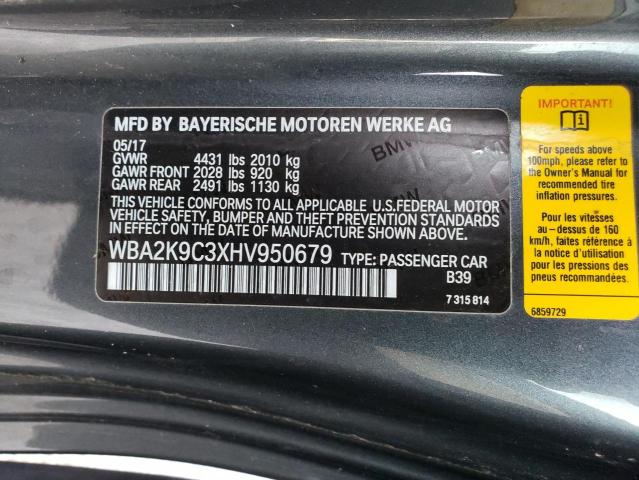 MFD BY BAYERISCHE MOTOREN WERKE AG
05/17
GVWR 4431 lbs 2010 kg
GAWR FRONT 2028 lbs 920 kg
GAWR REAR 2491 lbs 1130 kg
THIS VEHICLE CONFORMS TO ALL APPLICABLE U.S.FEDERAL MOTOR
VEHICLE SAFETY, BUMPER AND THEFT PREVENTION STANDARDS
IN EFFECT ON THE DATE OF MANUFACTURE SHOWN ABOVE.
WBA2K9C3XHV950679 TYPE: PASSENGER CAR
B39
7 315 814
IMPORTANT!
For speeds above
100mph, please refer to
the Owner's Manual for
recommended tire
inflation pressures.
Pour les vitesses
au-dessus de 160
km/h, faites référence à
la notice d'utilisation
pour les pressions des
pneus recommandées.
6859729